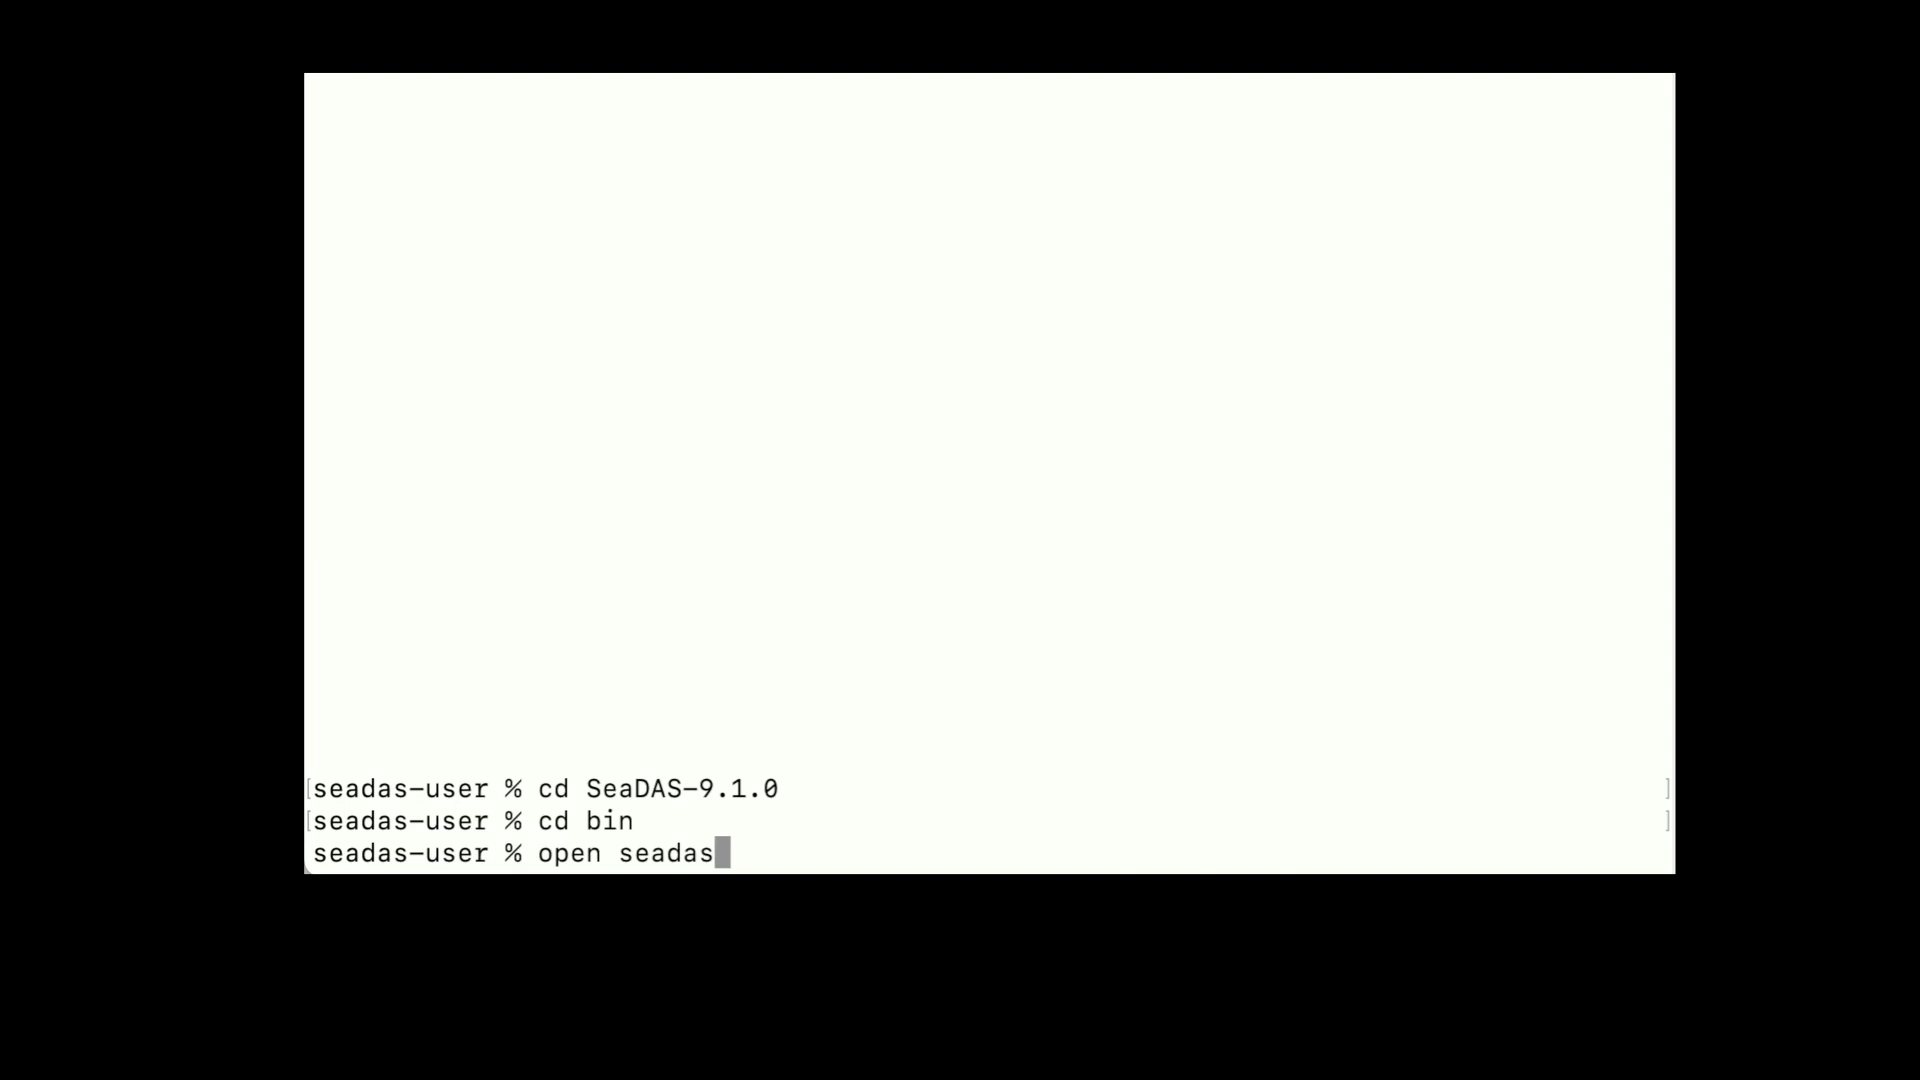 [seadas-user % cd SeaDAS-9.1.0 ]
[seadas-user % cd bin ]
seadas-user % open seadas